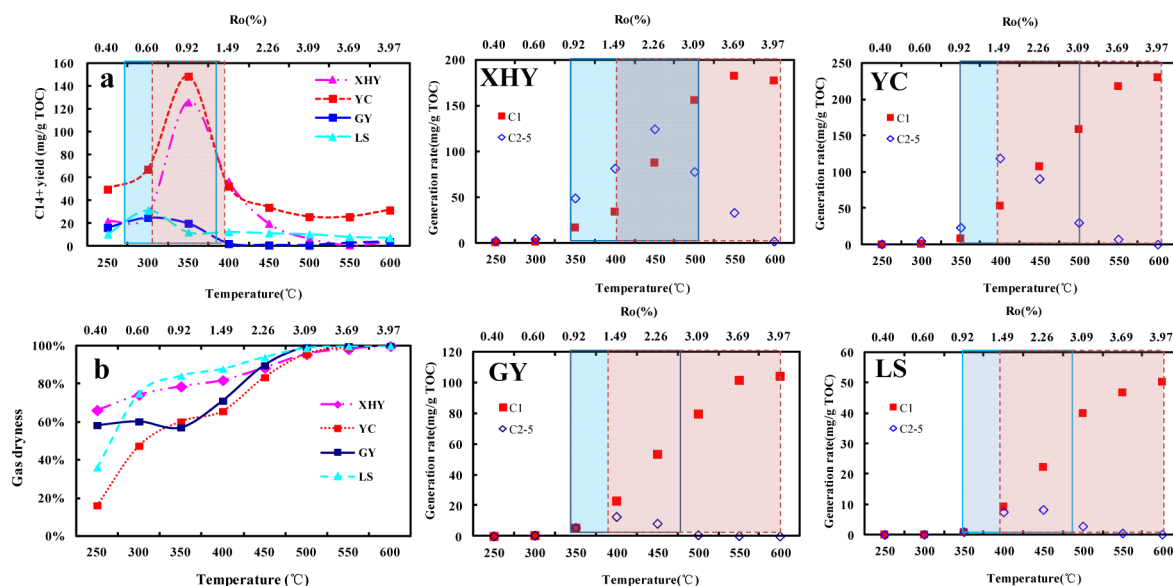 Ro(%)
0.40 0.60 0.92 1.49 2.26 3.09 3.69 3.97
160
140
120
100
80
60
40
20
0
C14+ yield (mg/g TOC)
a
XHY
YC
GY
LS
250 300 350 400 450 500 550 600
Temperature(℃)
Ro(%)
0.40 0.60 0.92 1.49 2.26 3.09 3.69 3.97
200
150
100
50
0
Generation rate(mg/g TOC)
XHY
C1
C2-5
250 300 350 400 450 500 550 600
Temperature(℃)
Ro(%)
0.40 0.60 0.92 1.49 2.26 3.09 3.69 3.97
250
200
150
100
50
0
Generation rate(mg/g TOC)
YC
C1
C2-5
250 300 350 400 450 500 550 600
Temperature(℃)
Ro(%)
0.40 0.60 0.92 1.49 2.26 3.09 3.69 3.97
100%
80%
60%
40%
20%
0%
Gas dryness
b
XHY
YC
GY
LS
250 300 350 400 450 500 550 600
Temperature (℃)
Ro(%)
0.40 0.60 0.92 1.49 2.26 3.09 3.69 3.97
120
100
80
60
40
20
0
Generation rate(mg/g TOC)
GY
C1
C2-5
250 300 350 400 450 500 550 600
Temperature(℃)
Ro(%)
0.40 0.60 0.92 1.49 2.26 3.09 3.69 3.97
60
50
40
30
20
10
0
Generation rate(mg/g TOC)
LS
C1
C2-5
250 300 350 400 450 500 550 600
Temperature(℃)